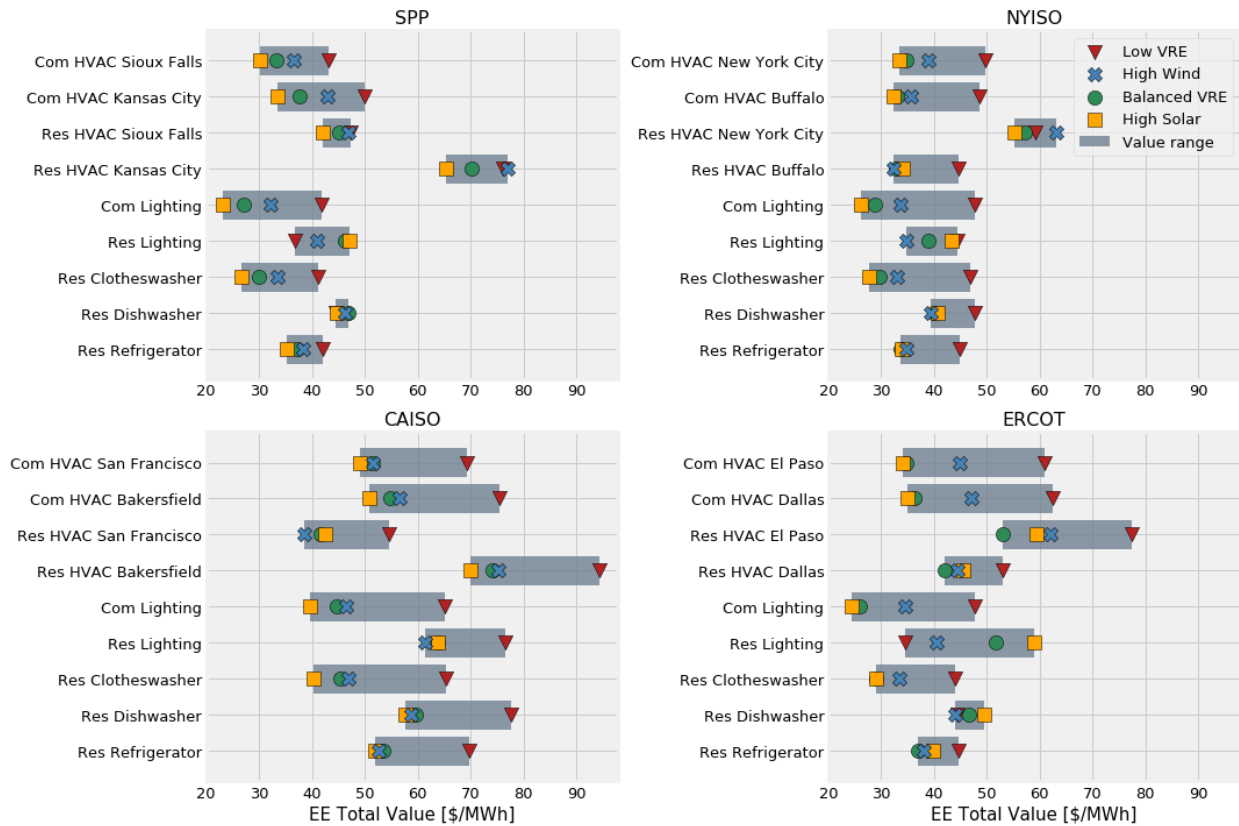 SPP
Com HVAC Sioux Falls
Com HVAC Kansas City
Res HVAC Sioux Falls
Res HVAC Kansas City
Com Lighting
Res Lighting
Res Clotheswasher
Res Dishwasher
Res Refrigerator
20 30 40 50 60 70 80 90
NYISO
Com HVAC New York City
Com HVAC Buffalo
Res HVAC New York City
Res HVAC Buffalo
Com Lighting
Res Lighting
Res Clotheswasher
Res Dishwasher
Res Refrigerator
20 30 40 50 60 70 80 90
Low VRE
High Wind
Balanced VRE
High Solar
Value range
CAISO
Com HVAC San Francisco
Com HVAC Bakersfield
Res HVAC San Francisco
Res HVAC Bakersfield
Com Lighting
Res Lighting
Res Clotheswasher
Res Dishwasher
Res Refrigerator
20 30 40 50 60 70 80 90
EE Total Value [$/MWh]
ERCOT
Com HVAC El Paso
Com HVAC Dallas
Res HVAC El Paso
Res HVAC Dallas
Com Lighting
Res Lighting
Res Clotheswasher
Res Dishwasher
Res Refrigerator
20 30 40 50 60 70 80 90
EE Total Value [$/MWh]